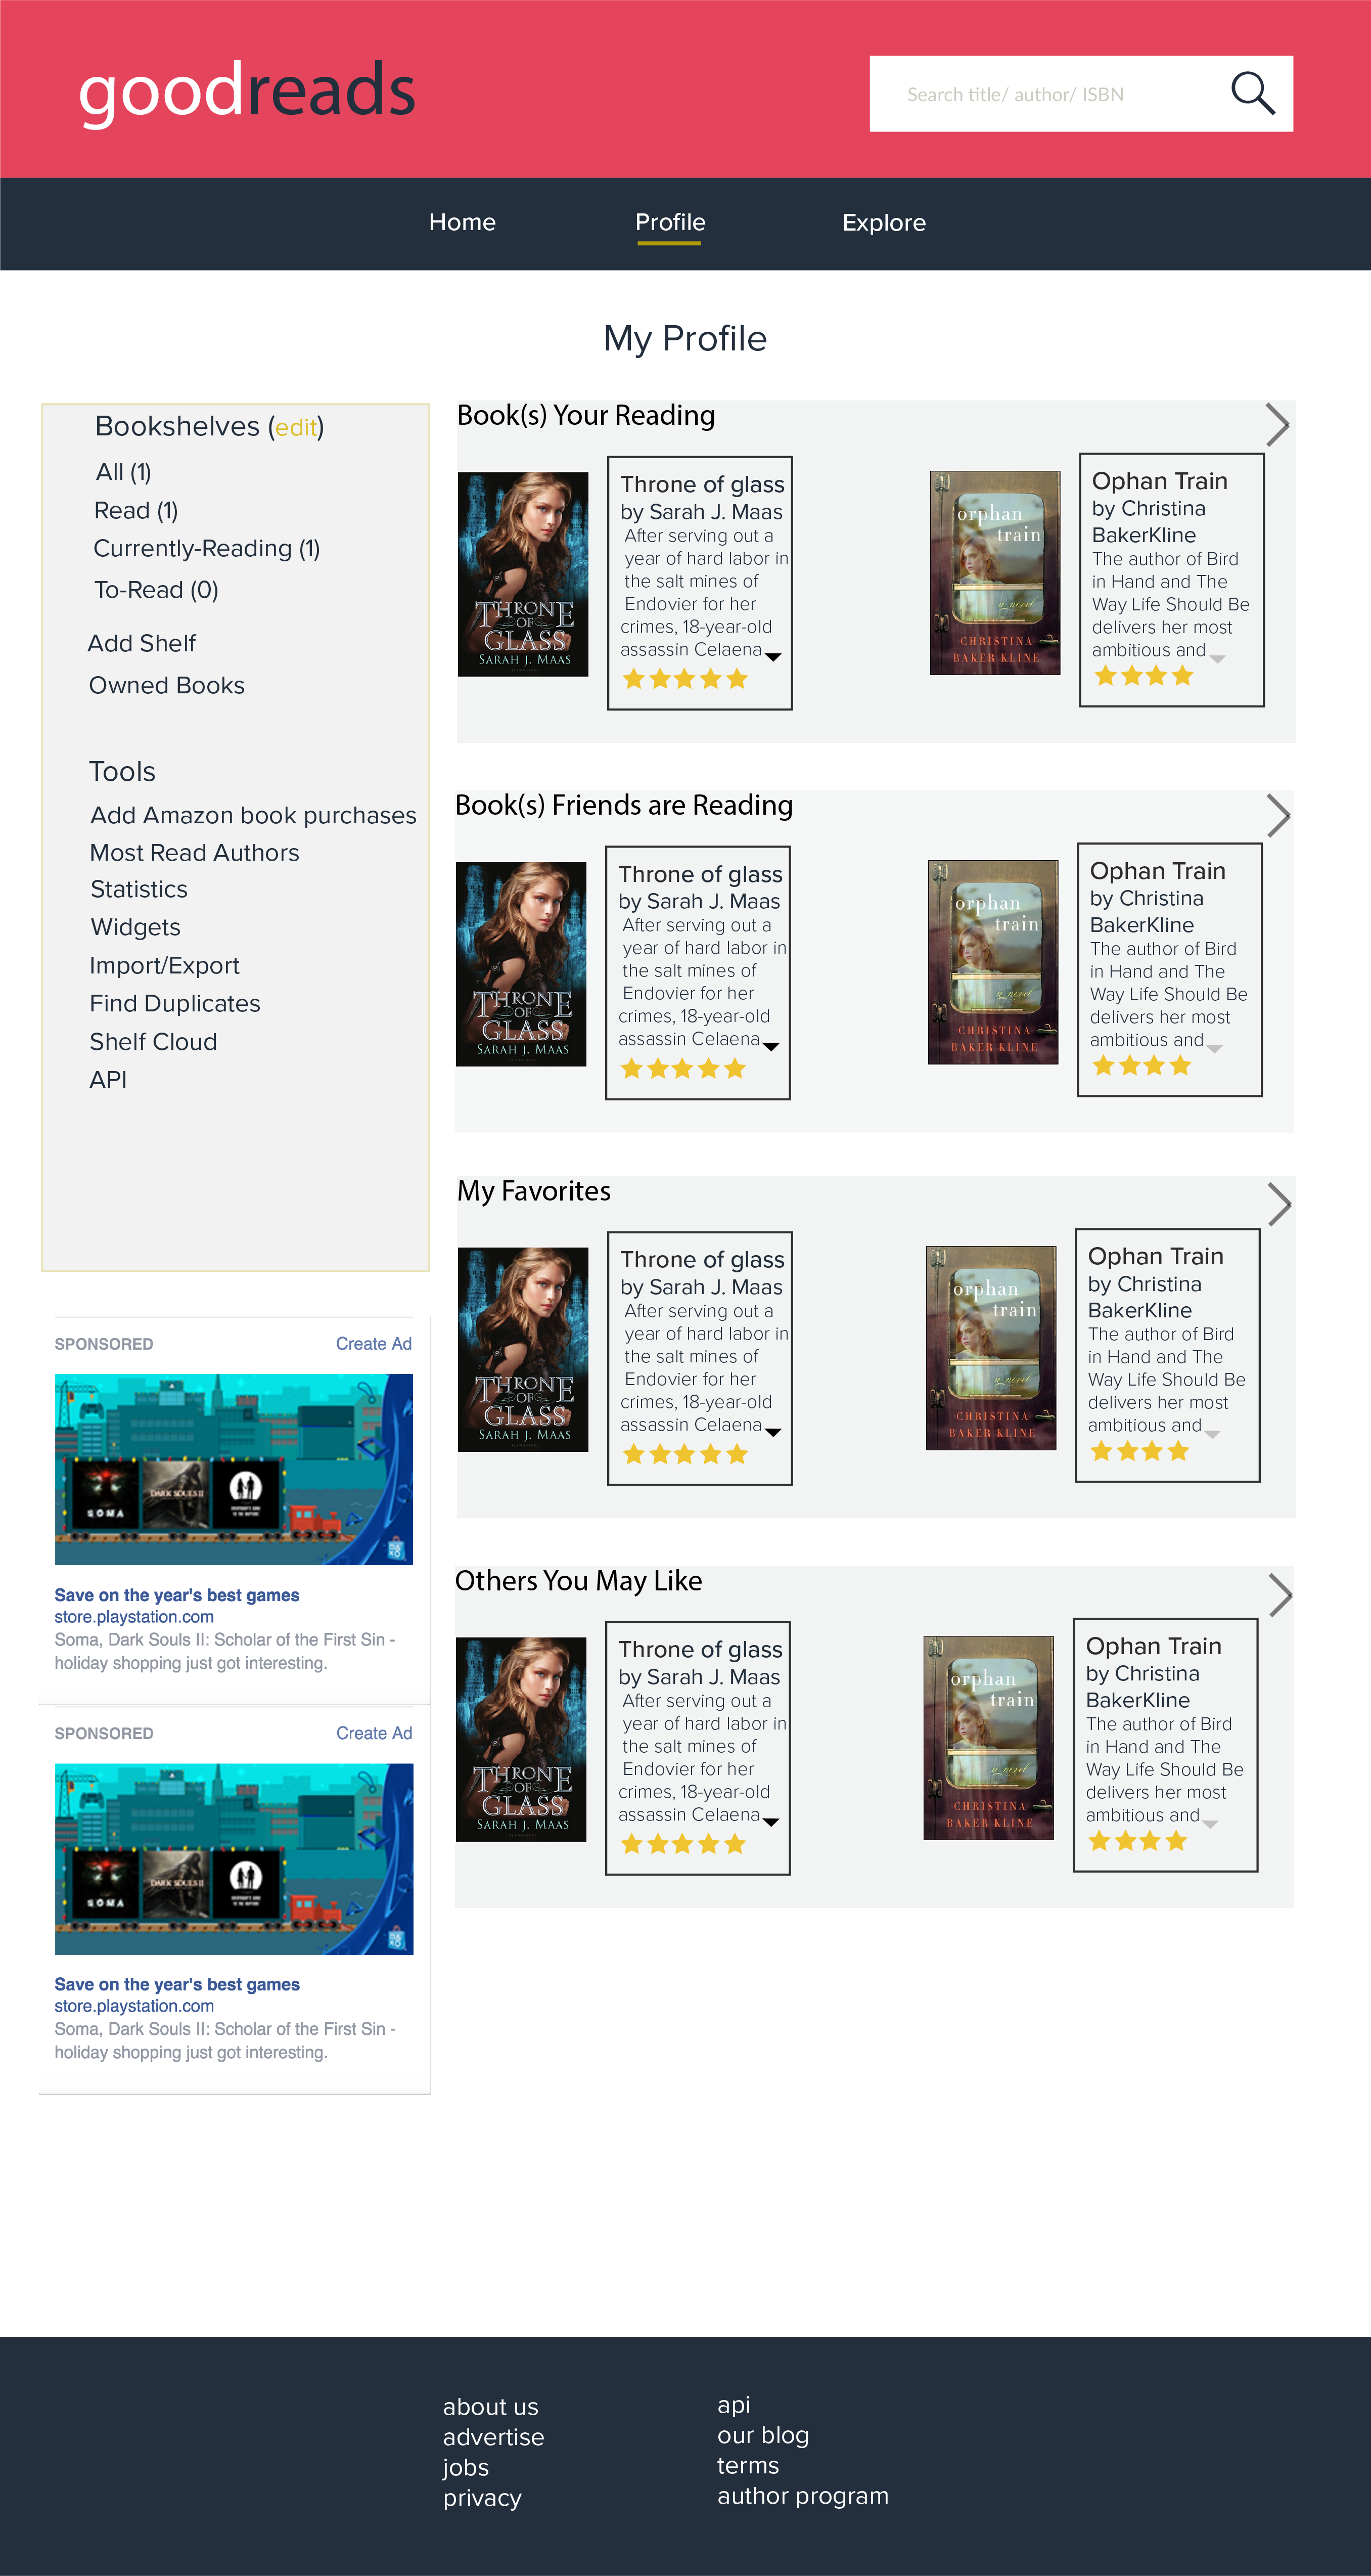 goodreads
Search title/ author/ ISBN
Home
Profile
Explore
My Profile
Bookshelves (edit)
All (1)
Read (1)
Currently-Reading (1)
To-Read (0)
Add Shelf
Owned Books
Tools
Add Amazon book purchases
Most Read Authors
Statistics
Widgets
Import/Export
Find Duplicates
Shelf Cloud
API
SPONSORED
Create Ad
SOMA
DARK SOULS II
Save on the year's best games
store.playstation.com
Soma, Dark Souls II: Scholar of the First Sin -
holiday shopping just got interesting.
SPONSORED
Create Ad
SOMA
DARK SOULS II
Save on the year's best games
store.playstation.com
Soma, Dark Souls II: Scholar of the First Sin -
holiday shopping just got interesting.
Book(s) Your Reading
THRONE
OF
GLASS
SARAH J. MAAS
Throne of glass
by Sarah J. Maas
After serving out a
year of hard labor in
the salt mines of
Endovier for her
crimes, 18-year-old
assassin Celaena
orphan
train
a novel
CHRISTINA
BAKER KLINE
Ophan Train
by Christina
BakerKline
The author of Bird
in Hand and The
Way Life Should Be
delivers her most
ambitious and
Book(s) Friends are Reading
THRONE
OF
GLASS
SARAH J. MAAS
Throne of glass
by Sarah J. Maas
After serving out a
year of hard labor in
the salt mines of
Endovier for her
crimes, 18-year-old
assassin Celaena
orphan
train
a novel
CHRISTINA
BAKER KLINE
Ophan Train
by Christina
BakerKline
The author of Bird
in Hand and The
Way Life Should Be
delivers her most
ambitious and
My Favorites
THRONE
OF
GLASS
SARAH J. MAAS
Throne of glass
by Sarah J. Maas
After serving out a
year of hard labor in
the salt mines of
Endovier for her
crimes, 18-year-old
assassin Celaena
orphan
train
a novel
CHRISTINA
BAKER KLINE
Ophan Train
by Christina
BakerKline
The author of Bird
in Hand and The
Way Life Should Be
delivers her most
ambitious and
Others You May Like
THRONE
OF
GLASS
SARAH J. MAAS
Throne of glass
by Sarah J. Maas
After serving out a
year of hard labor in
the salt mines of
Endovier for her
crimes, 18-year-old
assassin Celaena
orphan
train
a novel
CHRISTINA
BAKER KLINE
Ophan Train
by Christina
BakerKline
The author of Bird
in Hand and The
Way Life Should Be
delivers her most
ambitious and
about us
advertise
jobs
privacy
api
our blog
terms
author program